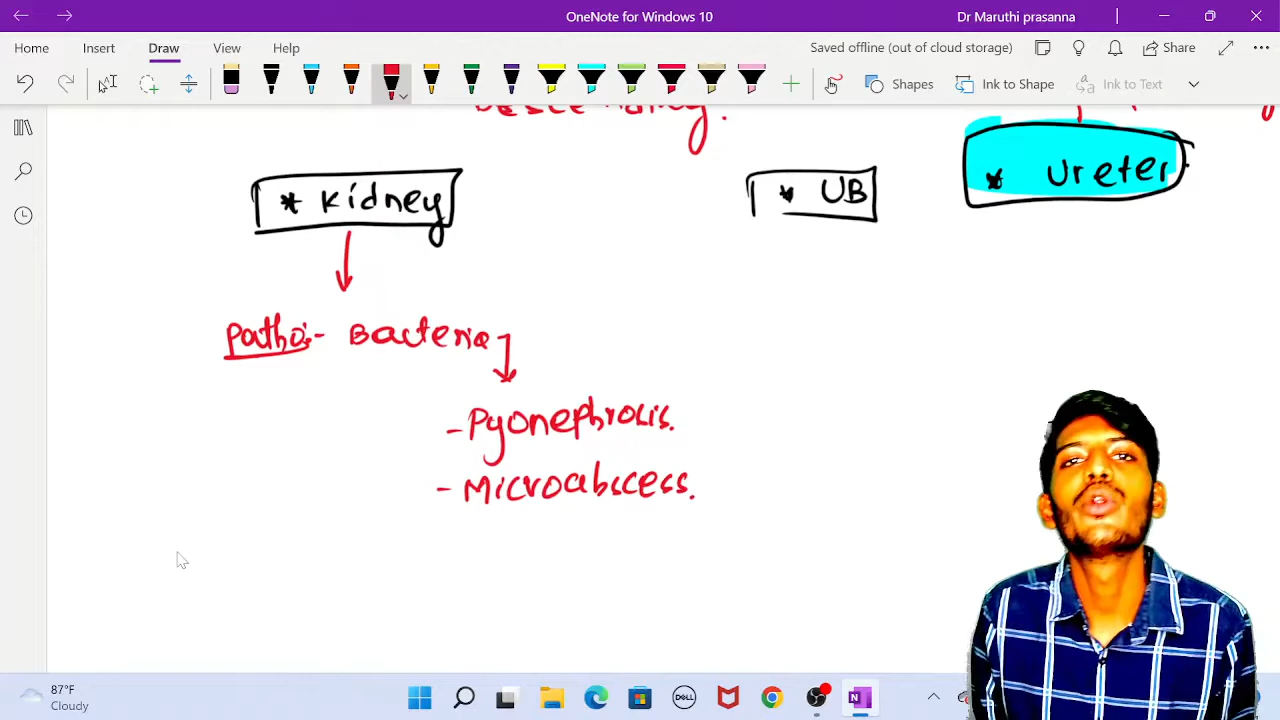 OneNote for Windows 10
Dr Maruthi prasanna
Home Insert Draw View Help
Saved offline (out of cloud storage)
Share
Shapes
Ink to Shape
Ink to Text
* Kidney
* UB
* Ureter
Patho:- Bacteria
- Pyonephrosis.
- Microabscess.
87°F
Cloudy
DELL